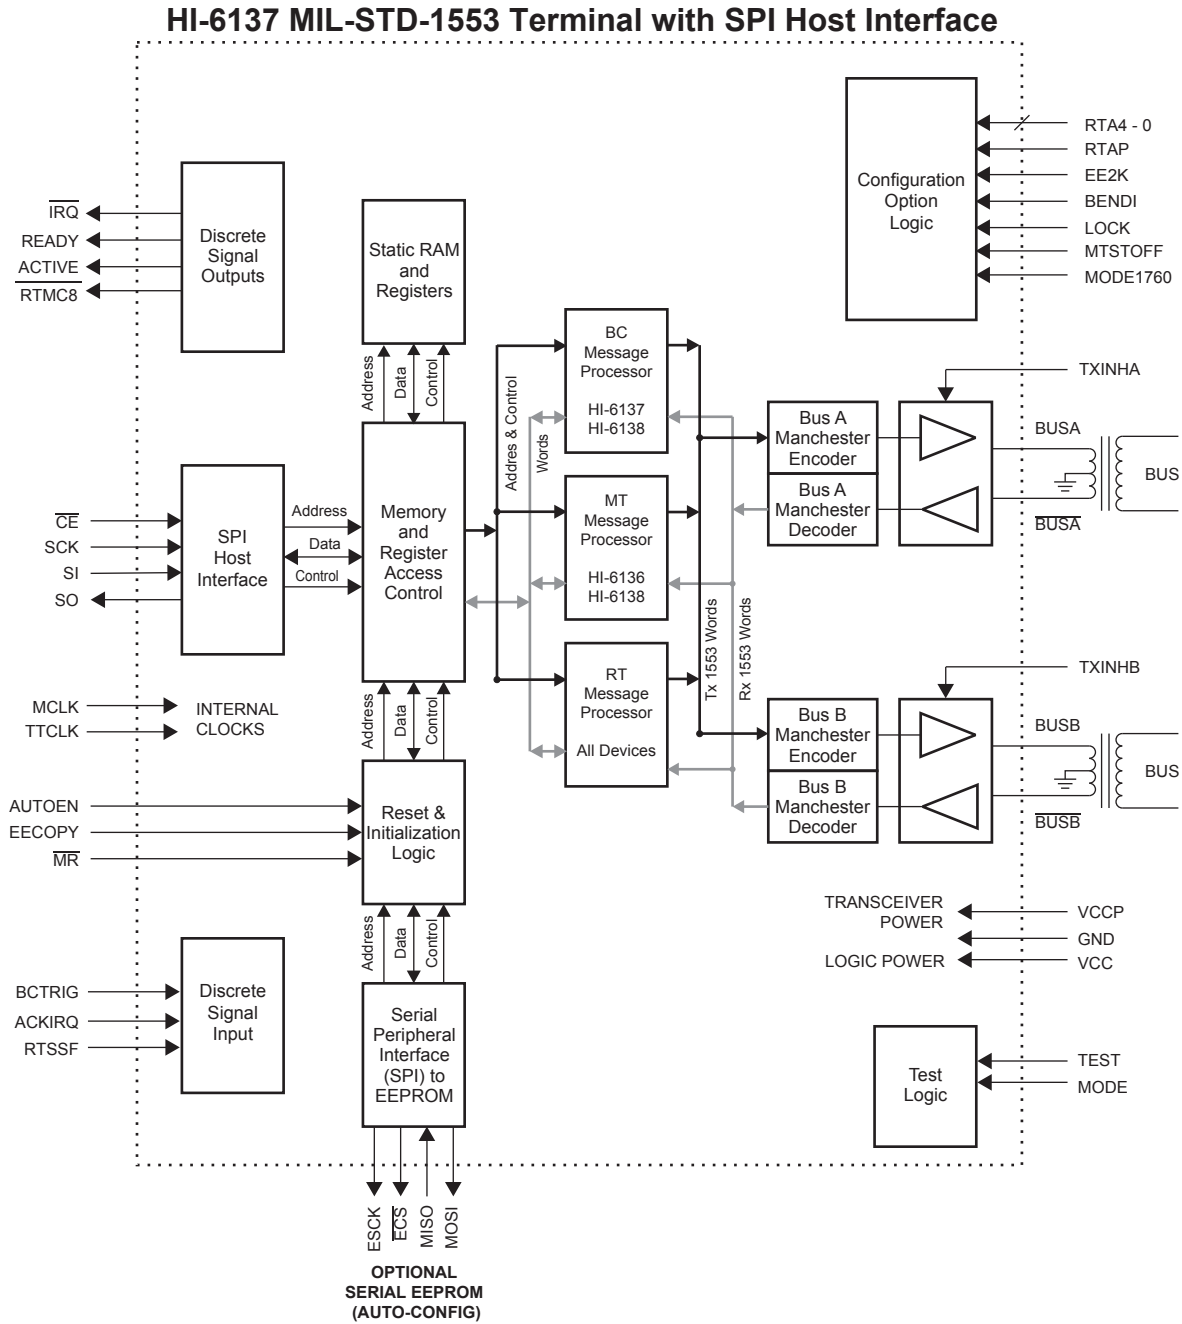 HI-6137 MIL-STD-1553 Terminal with SPI Host Interface
IRQ
READY
ACTIVE
RTMC8
Discrete
Signal
Outputs
Static RAM
and
Registers
Configuration
Option
Logic
RTA4 - 0
RTAP
EE2K
BENDI
LOCK
MTSTOFF
MODE1760
Address
Data
Control
BC
Message
Processor
HI-6137
HI-6138
Addres & Control
Words
TXINHA
Bus A
Manchester
Encoder
Bus A
Manchester
Decoder
BUSA
BUSA
BUS
CE
SCK
SI
SO
SPI
Host
Interface
Address
Data
Control
Memory
and
Register
Access
Control
MT
Message
Processor
HI-6136
HI-6138
Tx 1553 Words
Rx 1553 Words
MCLK
TTCLK
INTERNAL
CLOCKS
Address
Data
Control
RT
Message
Processor
All Devices
TXINHB
Bus B
Manchester
Encoder
Bus B
Manchester
Decoder
BUSB
BUSB
BUS
AUTOEN
EECOPY
MR
Reset &
Initialization
Logic
Address
Data
Control
TRANSCEIVER
POWER
LOGIC POWER
VCCP
GND
VCC
BCTRIG
ACKIRQ
RTSSF
Discrete
Signal
Input
Serial
Peripheral
Interface
(SPI) to
EEPROM
Test
Logic
TEST
MODE
ESCK
ECS
MISO
MOSI
OPTIONAL
SERIAL EEPROM
(AUTO-CONFIG)